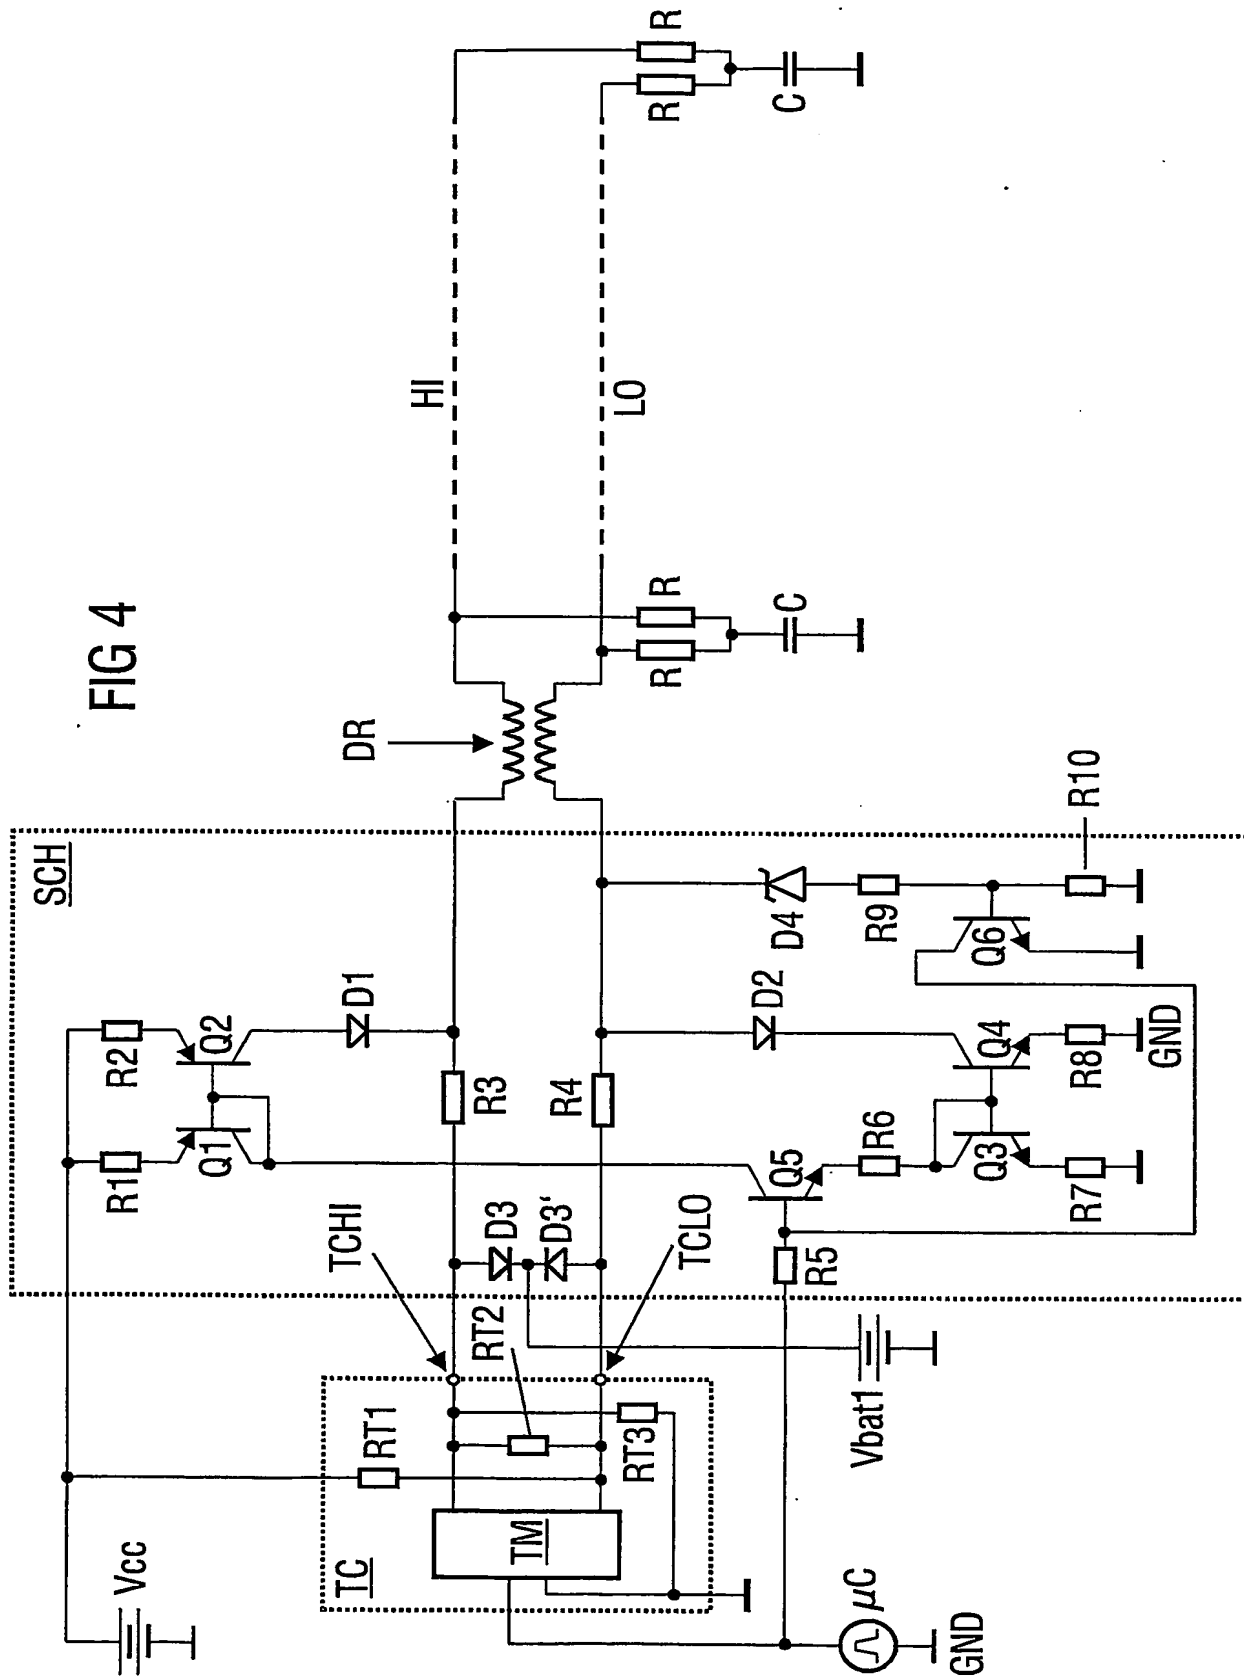 FIG 4
SCH
DR
HI
LO
R
R
C
R
R
C
Vcc
R1
R2
Q1
Q2
D1
R3
R4
TCHI
D3
D3‘
TCLO
RT1
RT2
RT3
TC
TM
D2
D4
R9
R10
Q6
Q5
R5
R6
Q3
Q4
R7
R8
GND
Vbat1
µC
GND